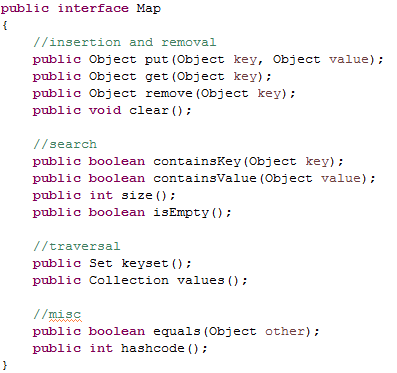 public interface Map
{
    //insertion and removal
    public Object put(Object key, Object value);
    public Object get(Object key);
    public Object remove(Object key);
    public void clear();

    //search
    public boolean containsKey(Object key);
    public boolean containsValue(Object value);
    public int size();
    public boolean isEmpty();

    //traversal
    public Set keyset();
    public Collection values();

    //misc
    public boolean equals(Object other);
    public int hashcode();
}